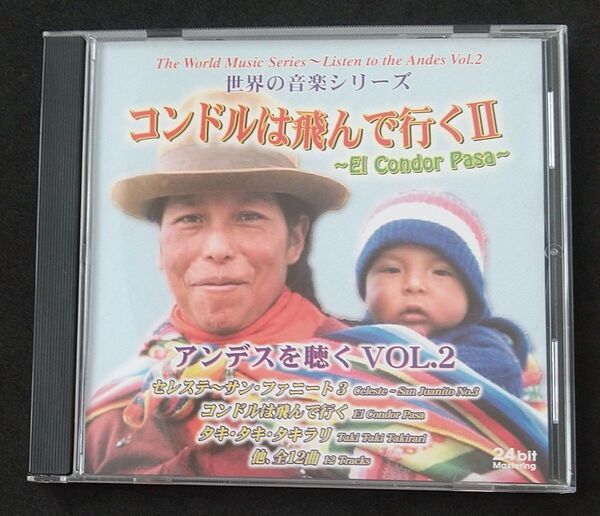 The World Music Series～Listen to the Andes Vol.2
世界の音楽シリーズ
コンドルは飛んで行くII
～El Condor Pasa～
アンデスを聴く VOL.2
セレステ～サン・ファニート3 Celeste～San Juanito No.3
コンドルは飛んで行く El Condor Pasa
タキ・タキ・タキラリ Taki Taki Takirari
他、全12曲 12 Tracks
24bit
Mastering